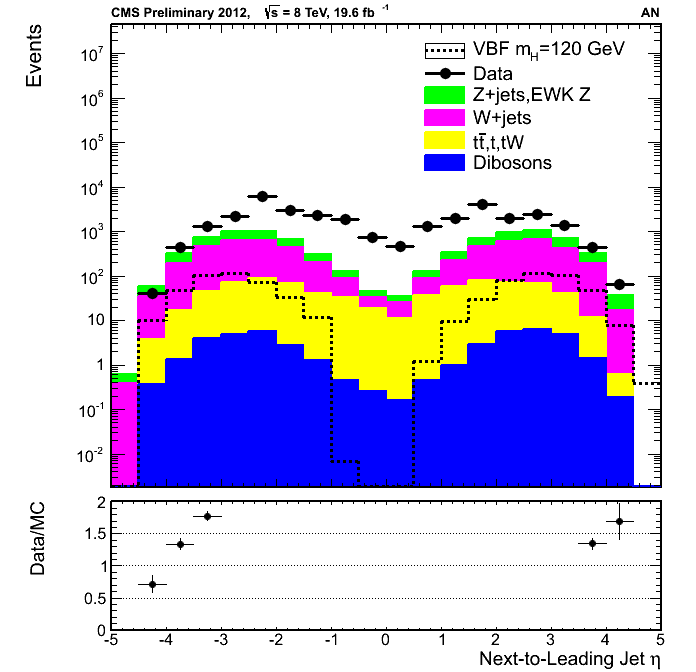 CMS Preliminary 2012, √s = 8 TeV, 19.6 fb⁻¹ AN
Events
10⁷
10⁶
10⁵
10⁴
10³
10²
10
1
10⁻¹
10⁻²
VBF m_H=120 GeV
Data
Z+jets,EWK Z
W+jets
tt̄,t,tW
Dibosons
Data/MC
2
1.5
1
0.5
0
-5 -4 -3 -2 -1 0 1 2 3 4 5
Next-to-Leading Jet η